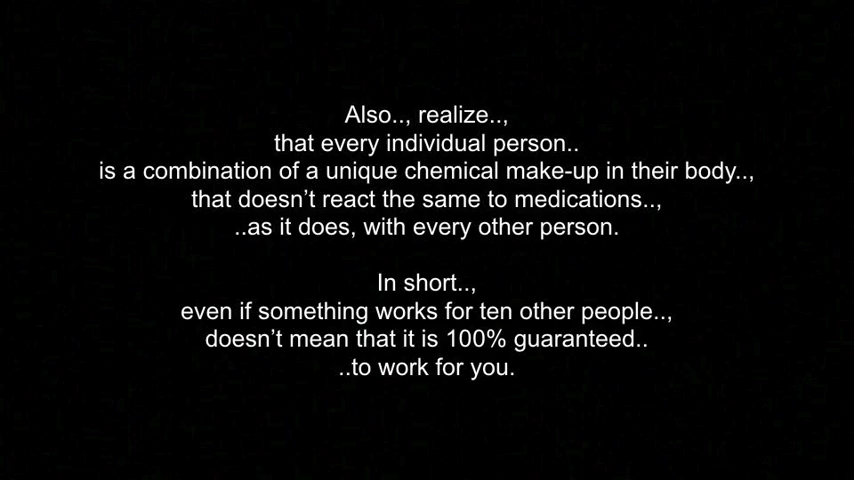 Also.., realize..,
that every individual person..
is a combination of a unique chemical make-up in their body..,
that doesn’t react the same to medications..,
..as it does, with every other person.
In short..,
even if something works for ten other people..,
doesn’t mean that it is 100% guaranteed..
..to work for you.